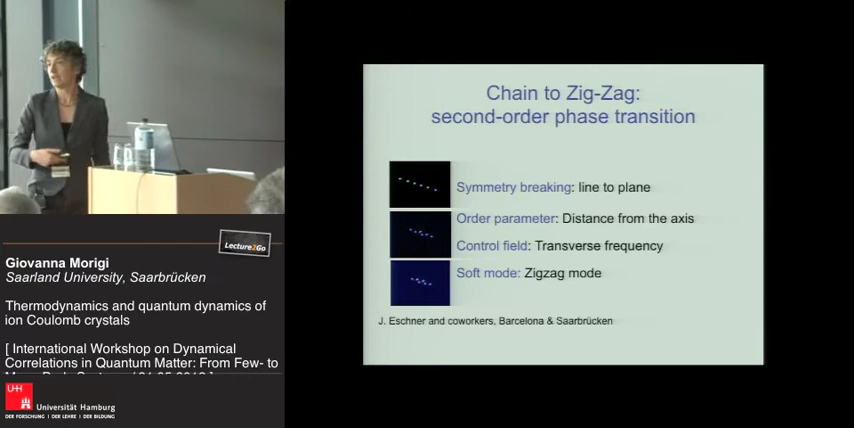 Chain to Zig-Zag:
second-order phase transition
Symmetry breaking: line to plane
Order parameter: Distance from the axis
Control field: Transverse frequency
Soft mode: Zigzag mode
J. Eschner and coworkers, Barcelona & Saarbrücken
Lecture2Go
Giovanna Morigi
Saarland University, Saarbrücken
Thermodynamics and quantum dynamics of
ion Coulomb crystals
[ International Workshop on Dynamical
Correlations in Quantum Matter: From Few- to
UHH
Universität Hamburg
DER FORSCHUNG | DER LEHRE | DER BILDUNG